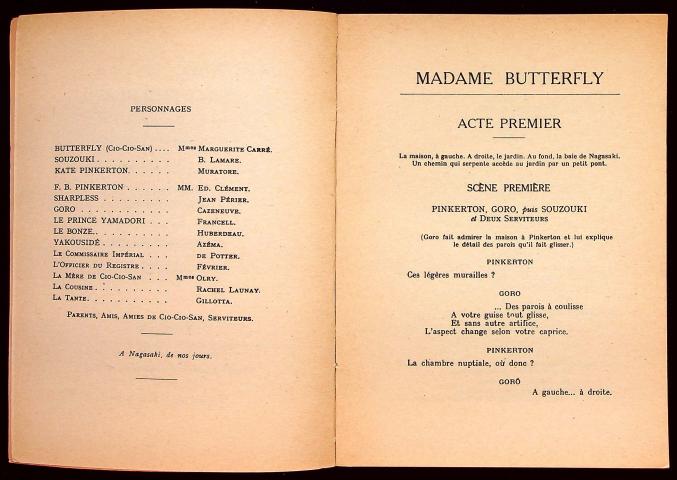 PERSONNAGES
BUTTERFLY (Cio-Cio-San) .... Mmes Marguerite Carré.
SOUZOUKI . . . . . . . . . . B. Lamare.
KATE PINKERTON. . . . . . Muratore.
F. B. PINKERTON . . . . . . MM. Ed. Clément.
SHARPLESS . . . . . . . . . Jean Périer.
GORO . . . . . . . . . . . . Cazeneuve.
LE PRINCE YAMADORI . . . Francell.
LE BONZE. . . . . . . . . . Huberdeau.
YAKOUSIDÉ . . . . . . . . . Azéma.
Le Commissaire Impérial . . . . de Potter.
L'Officier du Registre . . . . Février.
La Mère de Cio-Cio-San . . . Mmes Olry.
La Cousine . . . . . . . . . Rachel Launay.
La Tante. . . . . . . . . . Gillotta.
Parents, Amis, Amies de Cio-Cio-San, Serviteurs.
A Nagasaki, de nos jours.
MADAME BUTTERFLY
ACTE PREMIER
La maison, à gauche. A droite, le jardin. Au fond, la baie de Nagasaki.
Un chemin qui serpente accède au jardin par un petit pont.
SCÈNE PREMIÈRE
PINKERTON, GORO, puis SOUZOUKI
et Deux Serviteurs
(Goro fait admirer la maison à Pinkerton et lui explique
le détail des parois qu'il fait glisser.)
PINKERTON
Ces légères murailles ?
GORO
... Des parois à coulisse
A votre guise tout glisse,
Et sans autre artifice,
L'aspect change selon votre caprice.
PINKERTON
La chambre nuptiale, où donc ?
GORO
A gauche... à droite.